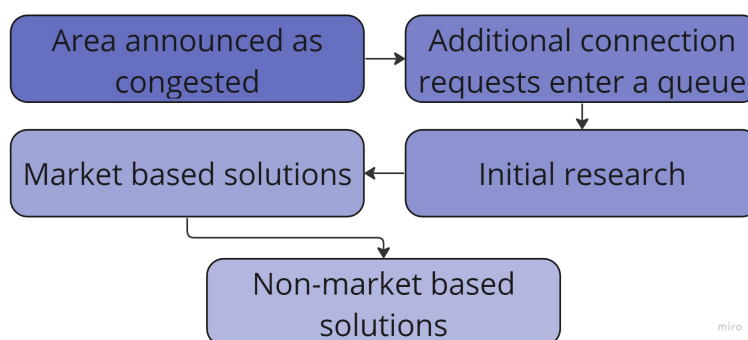 Area announced as
congested
Additional connection
requests enter a queue
Initial research
Market based solutions
Non-market based
solutions
miro